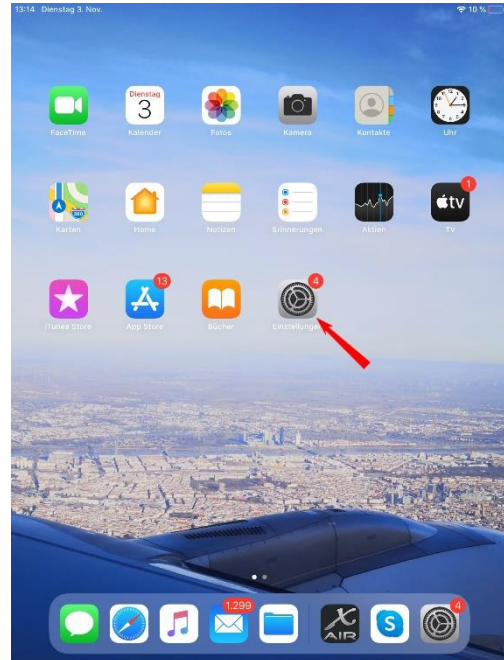 13:14 Dienstag 3. Nov.
10 %
Dienstag
3
FaceTime
Kalender
Fotos
Kamera
Kontakte
Uhr
1
tv
280
Karten
Home
Notizen
Erinnerungen
Aktien
TV
13
4
iTunes Store
App Store
Bücher
Einstellungen
1.299
4
X
AIR
S